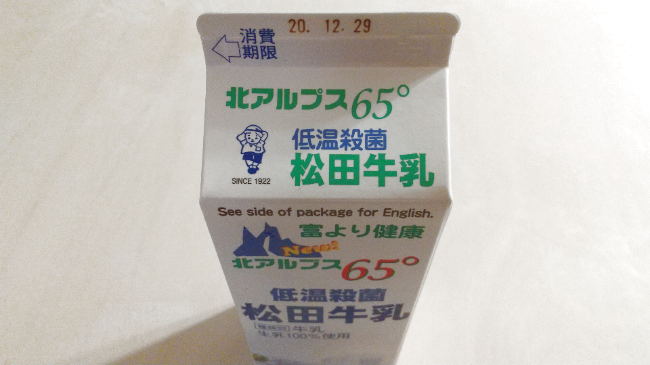 消費
期限
20. 12. 29
北アルプス65°
低温殺菌
松田牛乳
SINCE 1922
See side of package for English.
富より健康
New!
北アルプス65°
低温殺菌
松田牛乳
[種類別]牛乳
生乳100%使用